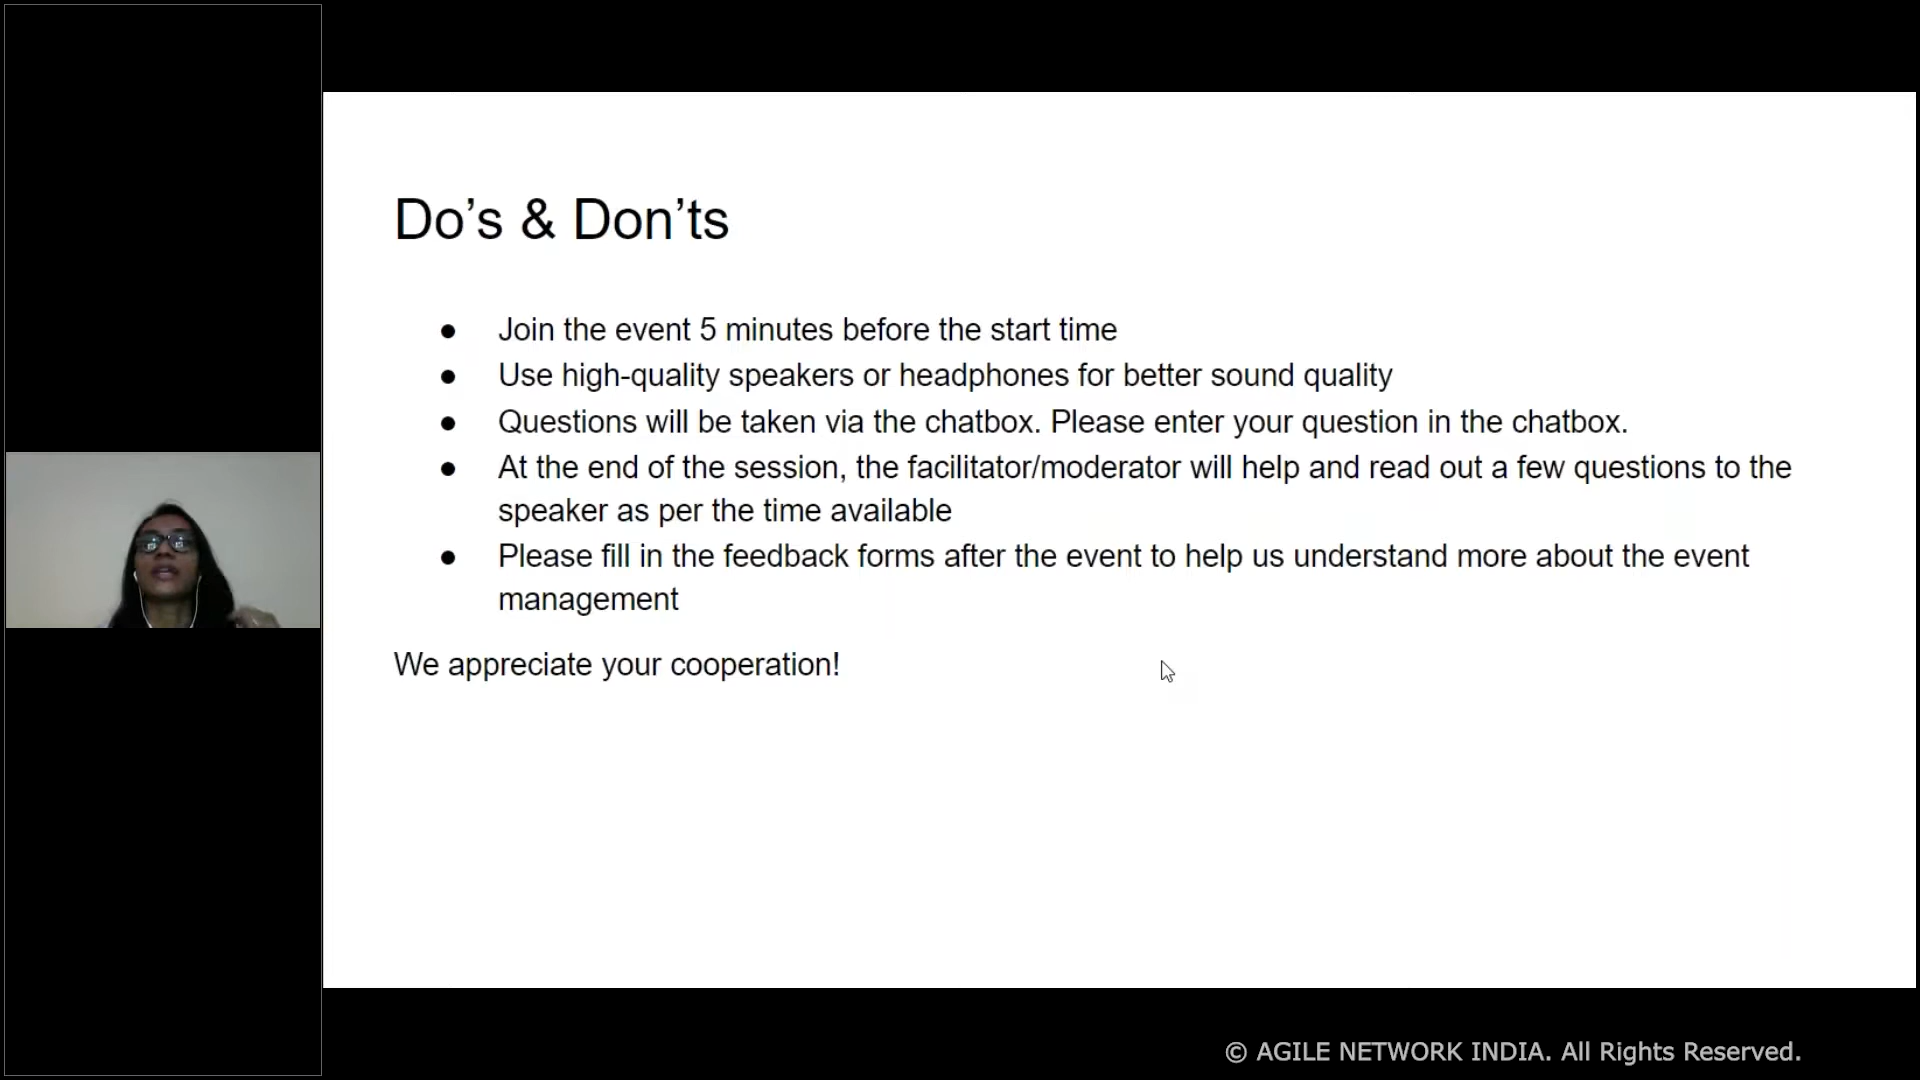 Do’s & Don’ts
● Join the event 5 minutes before the start time
● Use high-quality speakers or headphones for better sound quality
● Questions will be taken via the chatbox. Please enter your question in the chatbox.
● At the end of the session, the facilitator/moderator will help and read out a few questions to the
speaker as per the time available
● Please fill in the feedback forms after the event to help us understand more about the event
management
We appreciate your cooperation!
© AGILE NETWORK INDIA. All Rights Reserved.